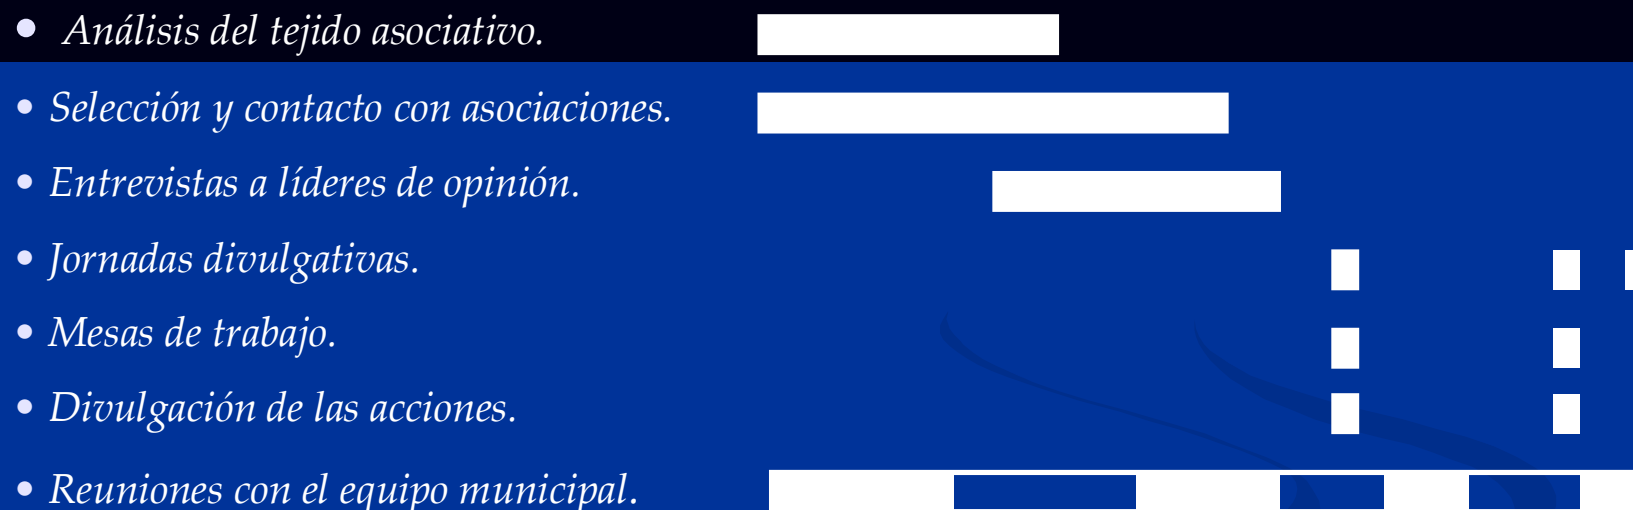 • Análisis del tejido asociativo.
• Selección y contacto con asociaciones.
• Entrevistas a líderes de opinión.
• Jornadas divulgativas.
• Mesas de trabajo.
• Divulgación de las acciones.
• Reuniones con el equipo municipal.